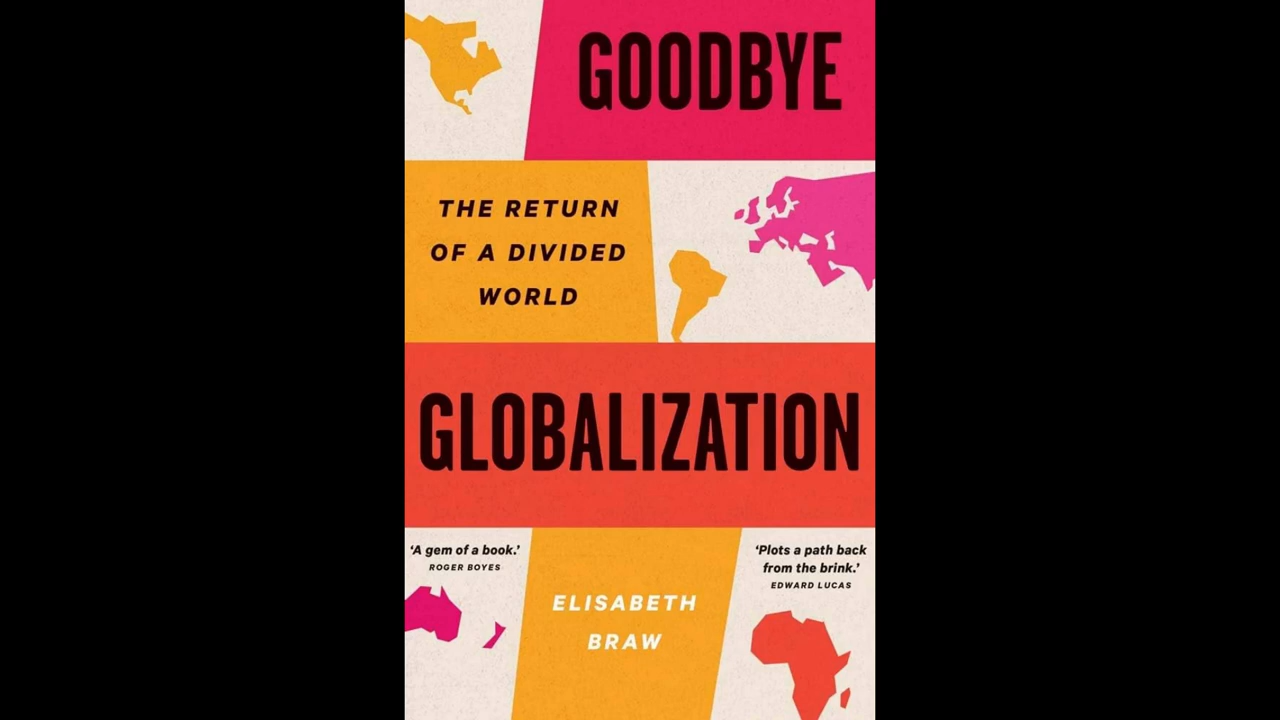 GOODBYE
THE RETURN
OF A DIVIDED
WORLD
GLOBALIZATION
‘A gem of a book.’
ROGER BOYES
‘Plots a path back
from the brink.’
EDWARD LUCAS
ELISABETH
BRAW